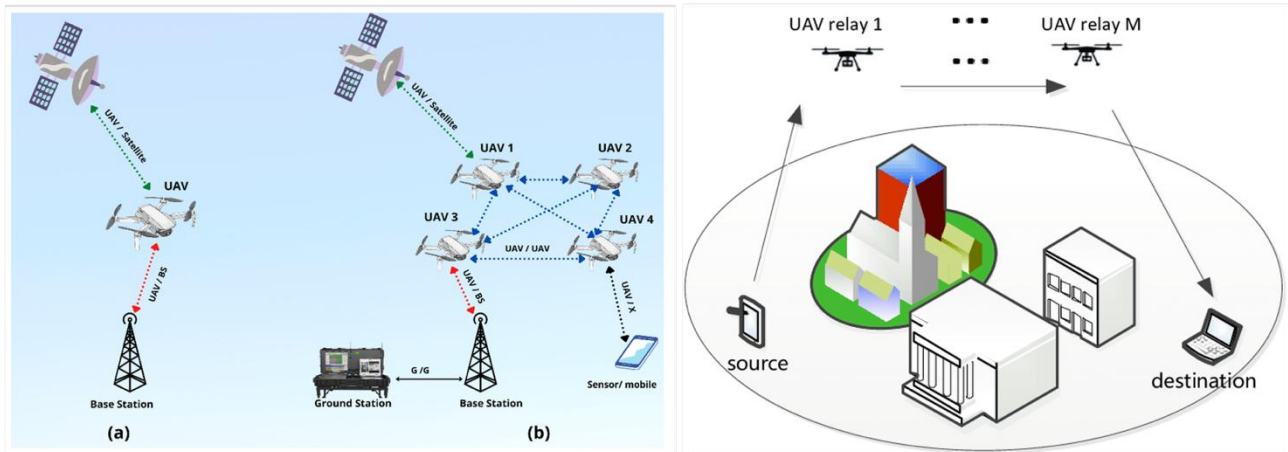 UAV / Satellite
UAV
UAV / BS
Base Station
(a)
UAV / Satellite
UAV 1
UAV 2
UAV 3
UAV 4
UAV / UAV
UAV / BS
UAV / X
G /G
Ground Station
Base Station
Sensor/ mobile
(b)
UAV relay 1
UAV relay M
source
destination